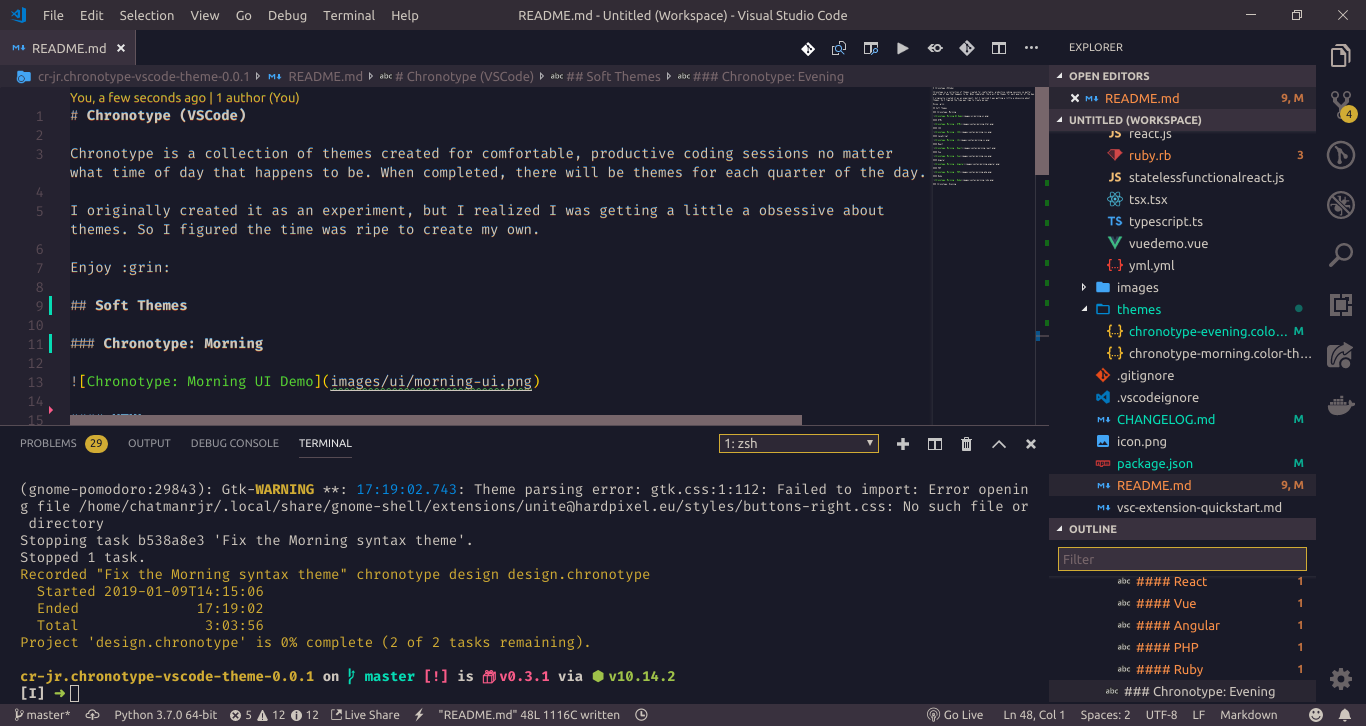 File Edit Selection View Go Debug Terminal Help README.md - Untitled (Workspace) - Visual Studio Code
README.md
EXPLORER
cr-jr.chronotype-vscode-theme-0.0.1 README.md abc # Chronotype (VSCode) abc ## Soft Themes abc ### Chronotype: Evening
You, a few seconds ago | 1 author (You)
1 # Chronotype (VSCode)
2
3 Chronotype is a collection of themes created for comfortable, productive coding sessions no matter
what time of day that happens to be. When completed, there will be themes for each quarter of the day.
4
5 I originally created it as an experiment, but I realized I was getting a little a obsessive about
themes. So I figured the time was ripe to create my own.
6
7 Enjoy :grin:
8
9 ## Soft Themes
10
11 ### Chronotype: Morning
12
13 ![Chronotype: Morning UI Demo](images/ui/morning-ui.png)
14
15
OPEN EDITORS
README.md 9, M
UNTITLED (WORKSPACE)
JS react.js
ruby.rb 3
JS statelessfunctionalreact.js
tsx.tsx
TS typescript.ts
vuedemo.vue
{..} yml.yml
images
themes
{..} chronotype-evening.colo... M
{..} chronotype-morning.color-th...
.gitignore
.vscodeignore
CHANGELOG.md M
icon.png
package.json M
README.md 9, M
vsc-extension-quickstart.md
OUTLINE
Filter
abc #### React 1
abc #### Vue 1
abc #### Angular 1
abc #### PHP 1
abc #### Ruby 1
abc ### Chronotype: Evening
4
PROBLEMS 29 OUTPUT DEBUG CONSOLE TERMINAL 1: zsh
(gnome-pomodoro:29843): Gtk-WARNING **: 17:19:02.743: Theme parsing error: gtk.css:1:112: Failed to import: Error openin
g file /home/chatmanrjr/.local/share/gnome-shell/extensions/unite@hardpixel.eu/styles/buttons-right.css: No such file or
directory
Stopping task b538a8e3 'Fix the Morning syntax theme'.
Stopped 1 task.
Recorded "Fix the Morning syntax theme" chronotype design design.chronotype
Started 2019-01-09T14:15:06
Ended 17:19:02
Total 3:03:56
Project 'design.chronotype' is 0% complete (2 of 2 tasks remaining).
cr-jr.chronotype-vscode-theme-0.0.1 on master [!] is v0.3.1 via v10.14.2
[I] ➜
master* Python 3.7.0 64-bit 5 12 12 Live Share "README.md" 48L 1116C written Go Live Ln 48, Col 1 Spaces: 2 UTF-8 LF Markdown